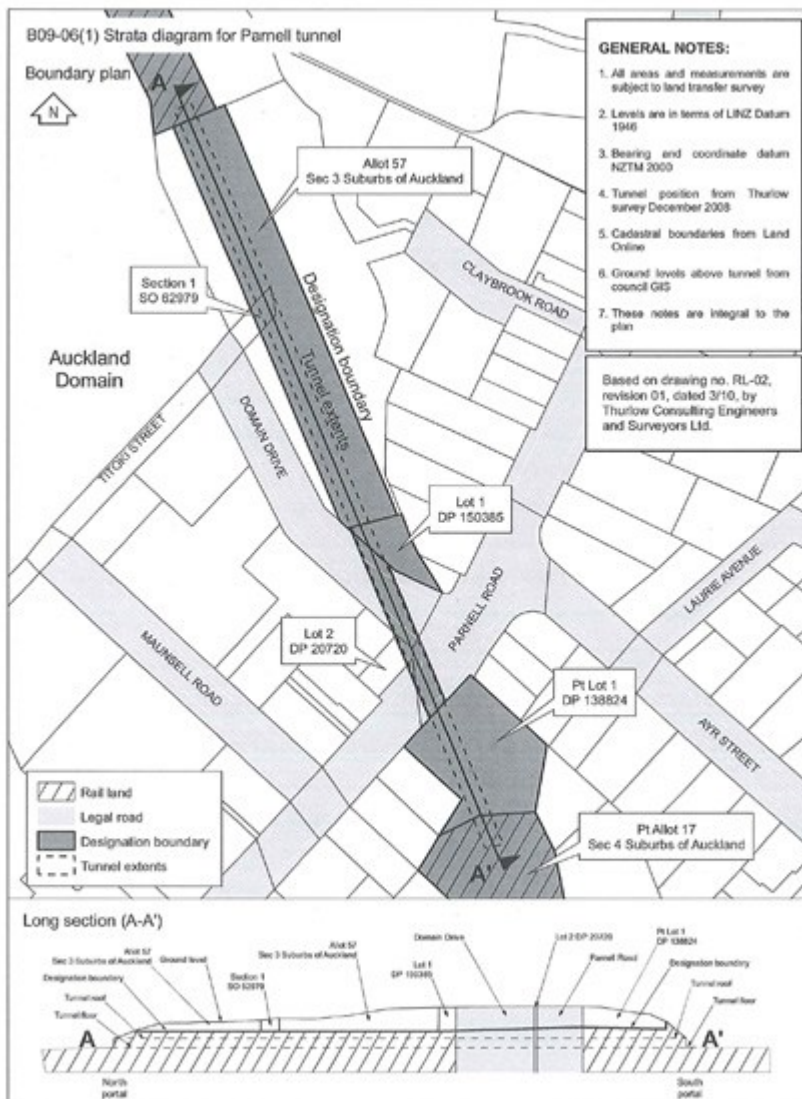 B09-06(1) Strata diagram for Parnell tunnel
Boundary plan
N
A
GENERAL NOTES:
1. All areas and measurements are
subject to land transfer survey
2. Levels are in terms of LINZ Datum
1946
3. Bearing and coordinate datum
NZTM 2000
4. Tunnel position from Thurlow
survey December 2008
5. Cadastral boundaries from Land
Online
6. Ground levels above tunnel from
council GIS
7. These notes are integral to the
plan
Based on drawing no. RL-02,
revision 01, dated 3/10, by
Thurlow Consulting Engineers
and Surveyors Ltd.
Allot 57
Sec 3 Suburbs of Auckland
Section 1
SO 62979
CLAYBROOK ROAD
Designation boundary
Tunnel extents
Auckland
Domain
TITOKI STREET
DOMAIN DRIVE
Lot 1
DP 150385
LAURIE AVENUE
PARNELL ROAD
MAUNSELL ROAD
Lot 2
DP 20720
Pt Lot 1
DP 138824
AYR STREET
Pt Allot 17
Sec 4 Suburbs of Auckland
A'
Rail land
Legal road
Designation boundary
Tunnel extents
Long section (A-A')
Allot 57
Sec 3 Suburbs of Auckland
Ground level
Designation boundary
Tunnel roof
Tunnel floor
Section 1
SO 62979
Allot 57
Sec 3 Suburbs of Auckland
Lot 1
DP 150385
Domain Drive
Lot 2 DP 20720
Parnell Road
Pt Lot 1
DP 138824
Designation boundary
Tunnel roof
Tunnel floor
A
A'
North
portal
South
portal